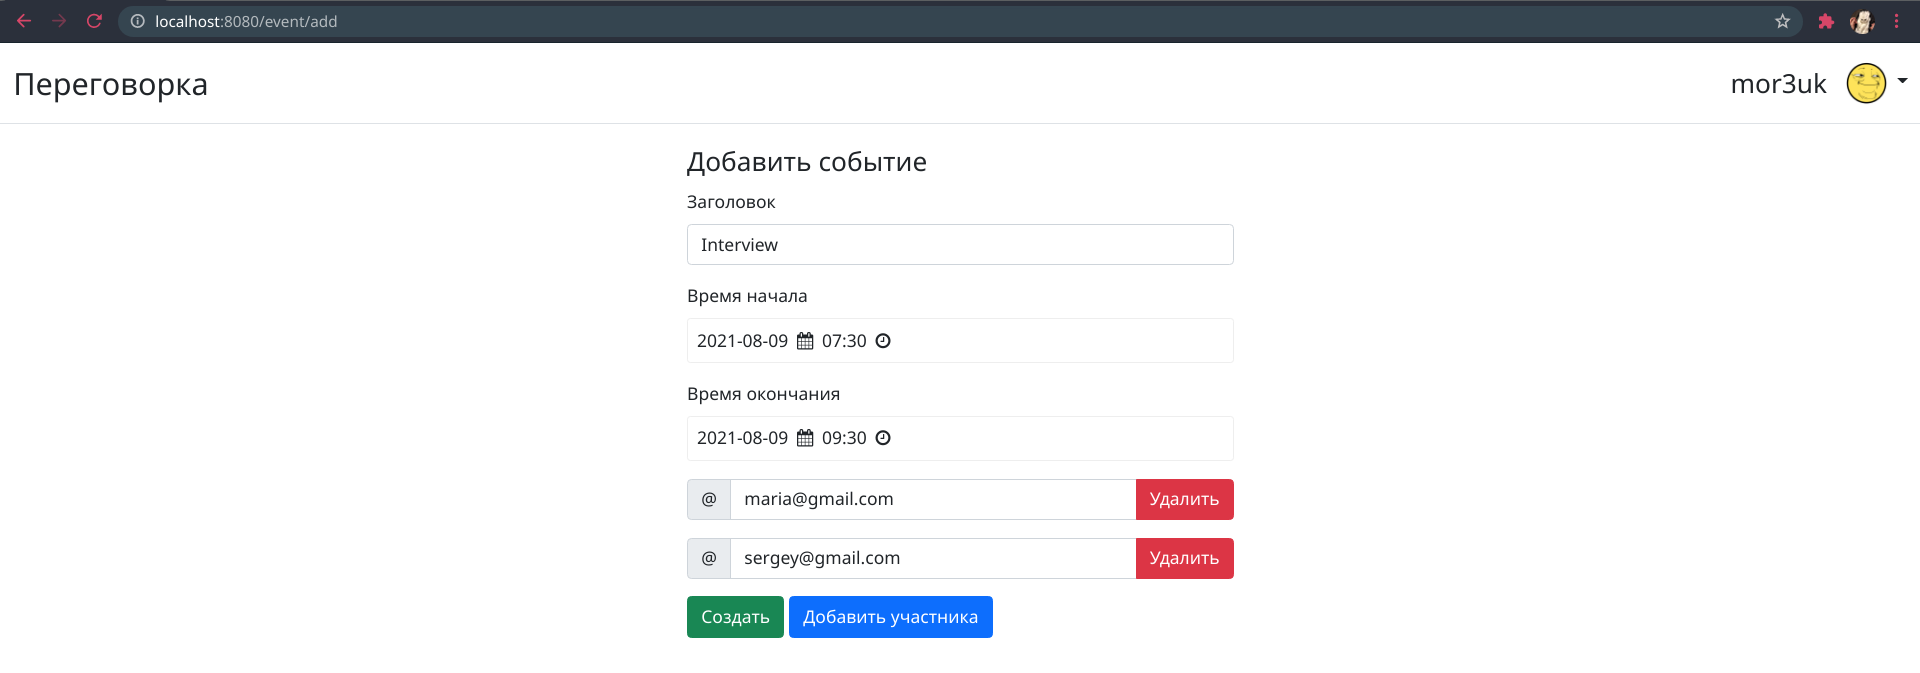 localhost:8080/event/add
Переговорка
mor3uk
Добавить событие
Заголовок
Interview
Время начала
2021-08-09 07:30
Время окончания
2021-08-09 09:30
@ maria@gmail.com Удалить
@ sergey@gmail.com Удалить
Создать Добавить участника